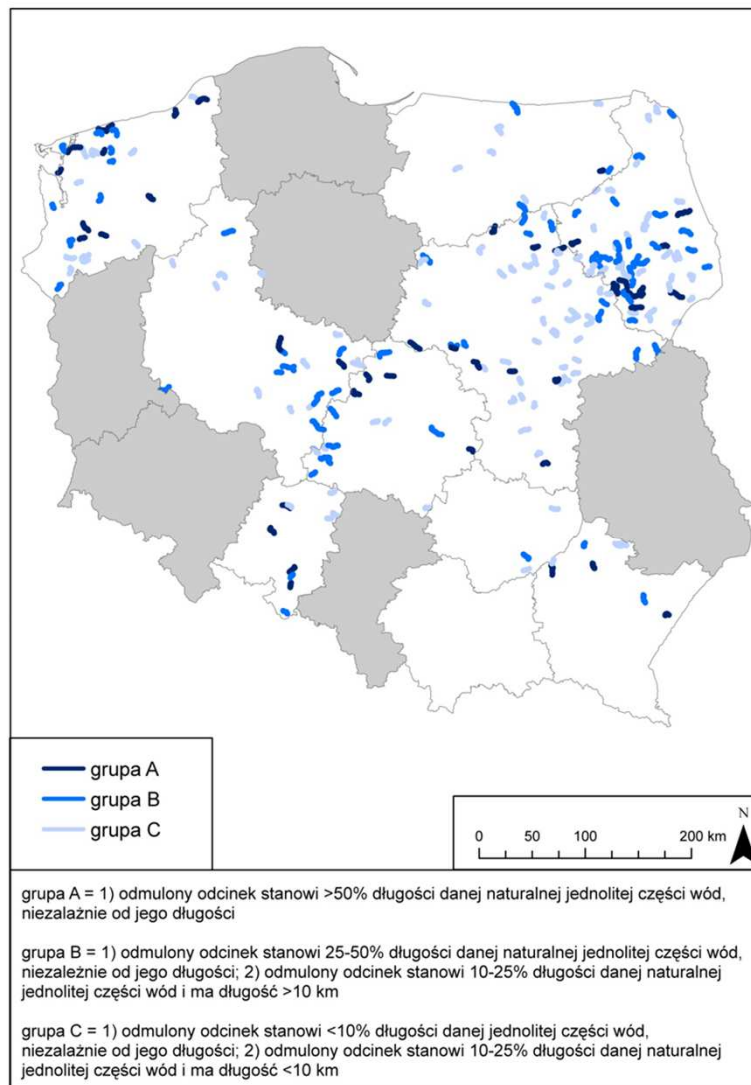 grupa A
grupa B
grupa C
N
0 50 100 200 km
grupa A = 1) odmulony odcinek stanowi >50% długości danej naturalnej jednolitej części wód,
niezalażnie od jego długości
grupa B = 1) odmulony odcinek stanowi 25-50% długości danej naturalnej jednolitej części wód,
niezależnie od jego długości; 2) odmulony odcinek stanowi 10-25% długości danej naturalnej
jednolitej części wód i ma długość >10 km
grupa C = 1) odmulony odcinek stanowi <10% długości danej jednolitej części wód,
niezależnie od jego długości; 2) odmulony odcinek stanowi 10-25% długości danej naturalnej
jednolitej części wód i ma długość <10 km